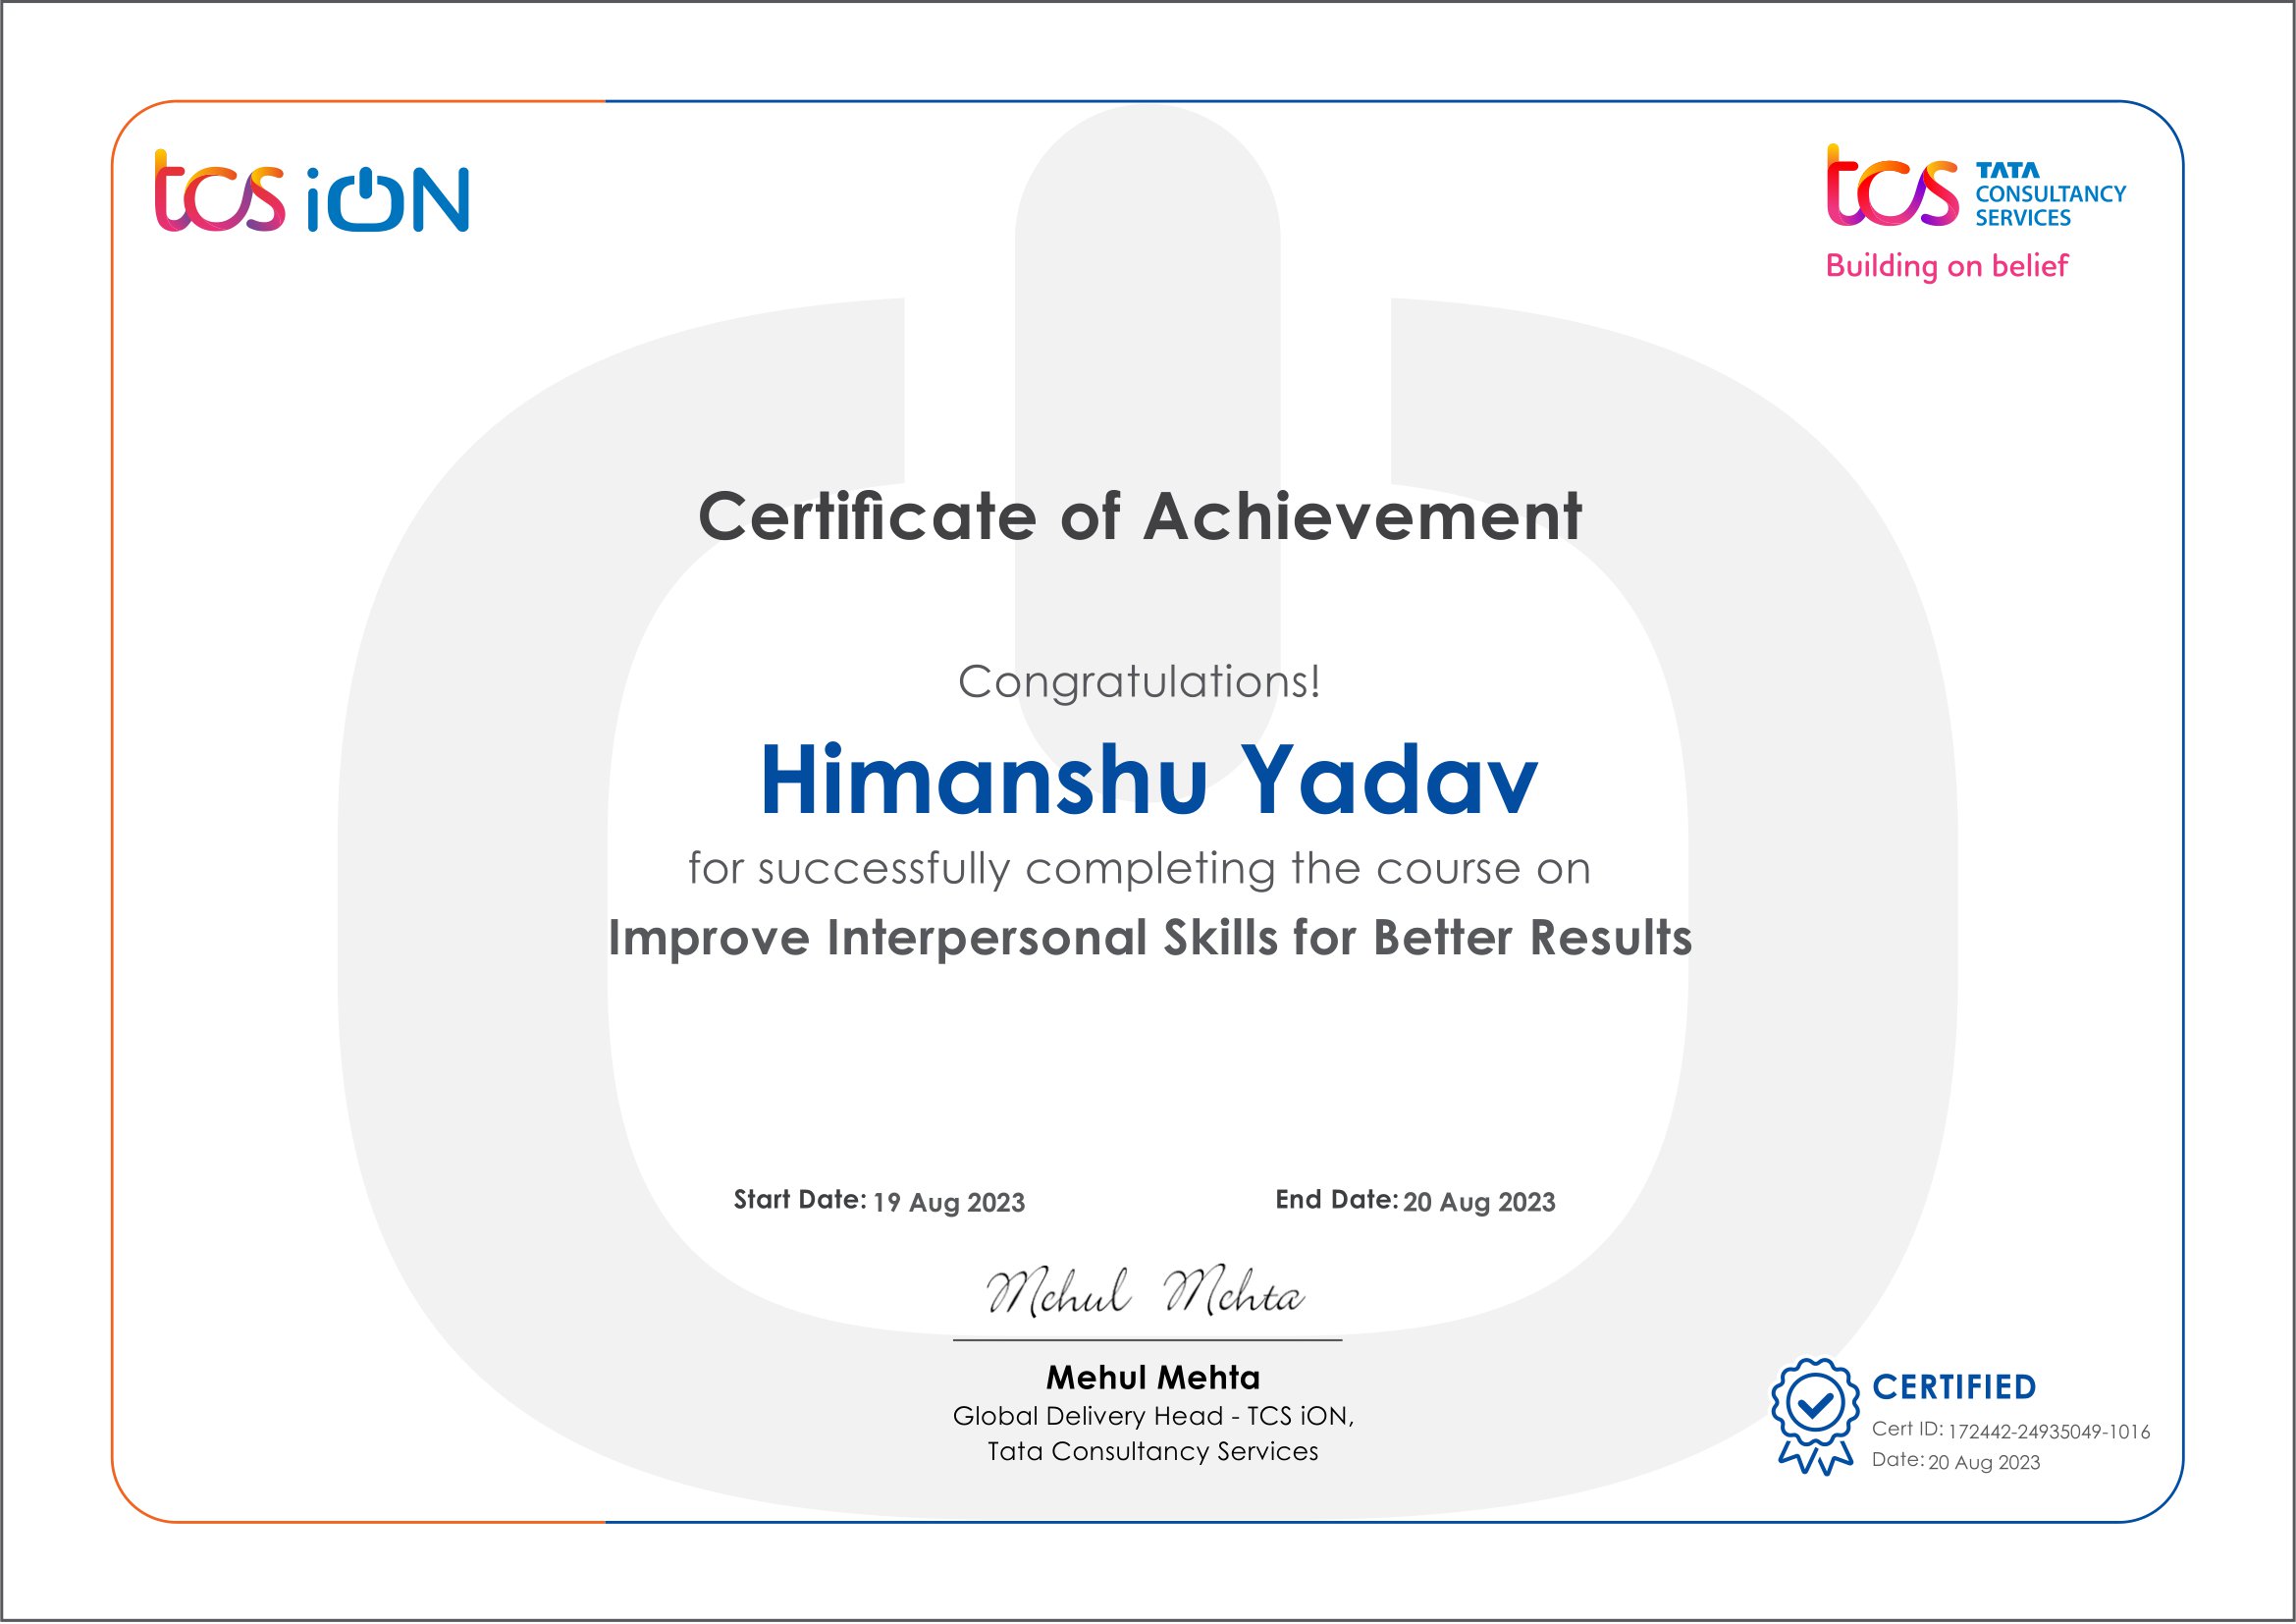 tcs iON
tcs TATA
CONSULTANCY
SERVICES
Building on belief
Certificate of Achievement
Congratulations!
Himanshu Yadav
for successfully completing the course on
Improve Interpersonal Skills for Better Results
Start Date: 19 Aug 2023 End Date: 20 Aug 2023
Mehul Mehta
Mehul Mehta
Global Delivery Head - TCS iON,
Tata Consultancy Services
CERTIFIED
Cert ID: 172442-24935049-1016
Date: 20 Aug 2023